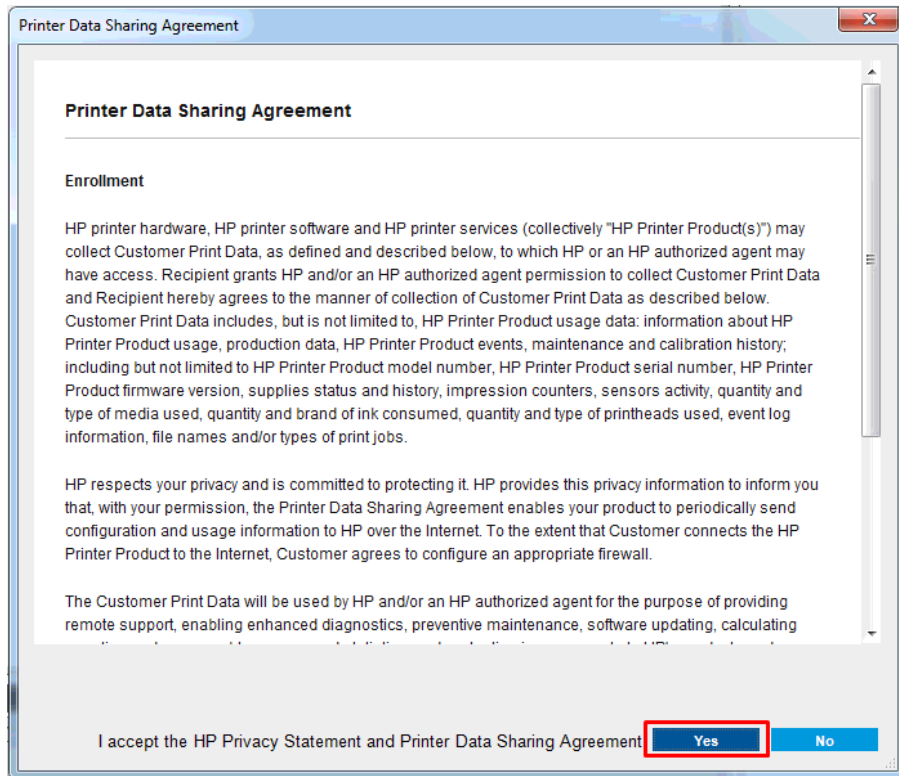 Printer Data Sharing Agreement
Printer Data Sharing Agreement
Enrollment
HP printer hardware, HP printer software and HP printer services (collectively "HP Printer Product(s)") may
collect Customer Print Data, as defined and described below, to which HP or an HP authorized agent may
have access. Recipient grants HP and/or an HP authorized agent permission to collect Customer Print Data
and Recipient hereby agrees to the manner of collection of Customer Print Data as described below.
Customer Print Data includes, but is not limited to, HP Printer Product usage data: information about HP
Printer Product usage, production data, HP Printer Product events, maintenance and calibration history;
including but not limited to HP Printer Product model number, HP Printer Product serial number, HP Printer
Product firmware version, supplies status and history, impression counters, sensors activity, quantity and
type of media used, quantity and brand of ink consumed, quantity and type of printheads used, event log
information, file names and/or types of print jobs.
HP respects your privacy and is committed to protecting it. HP provides this privacy information to inform you
that, with your permission, the Printer Data Sharing Agreement enables your product to periodically send
configuration and usage information to HP over the Internet. To the extent that Customer connects the HP
Printer Product to the Internet, Customer agrees to configure an appropriate firewall.
The Customer Print Data will be used by HP and/or an HP authorized agent for the purpose of providing
remote support, enabling enhanced diagnostics, preventive maintenance, software updating, calculating
I accept the HP Privacy Statement and Printer Data Sharing Agreement Yes No